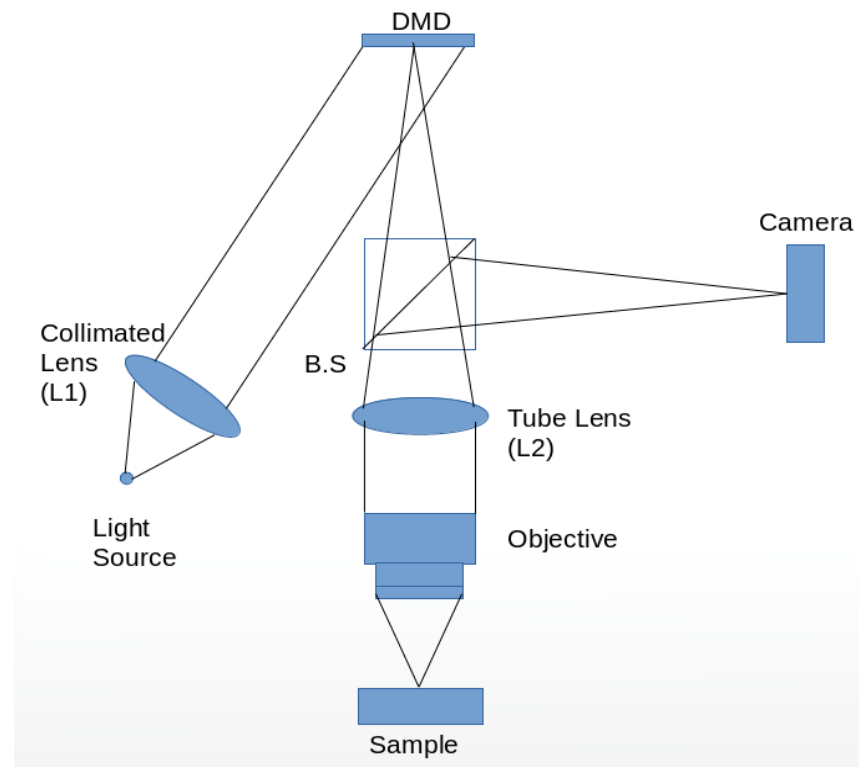 DMD
Camera
Collimated
Lens
(L1)
B.S
Tube Lens
(L2)
Light
Source
Objective
Sample